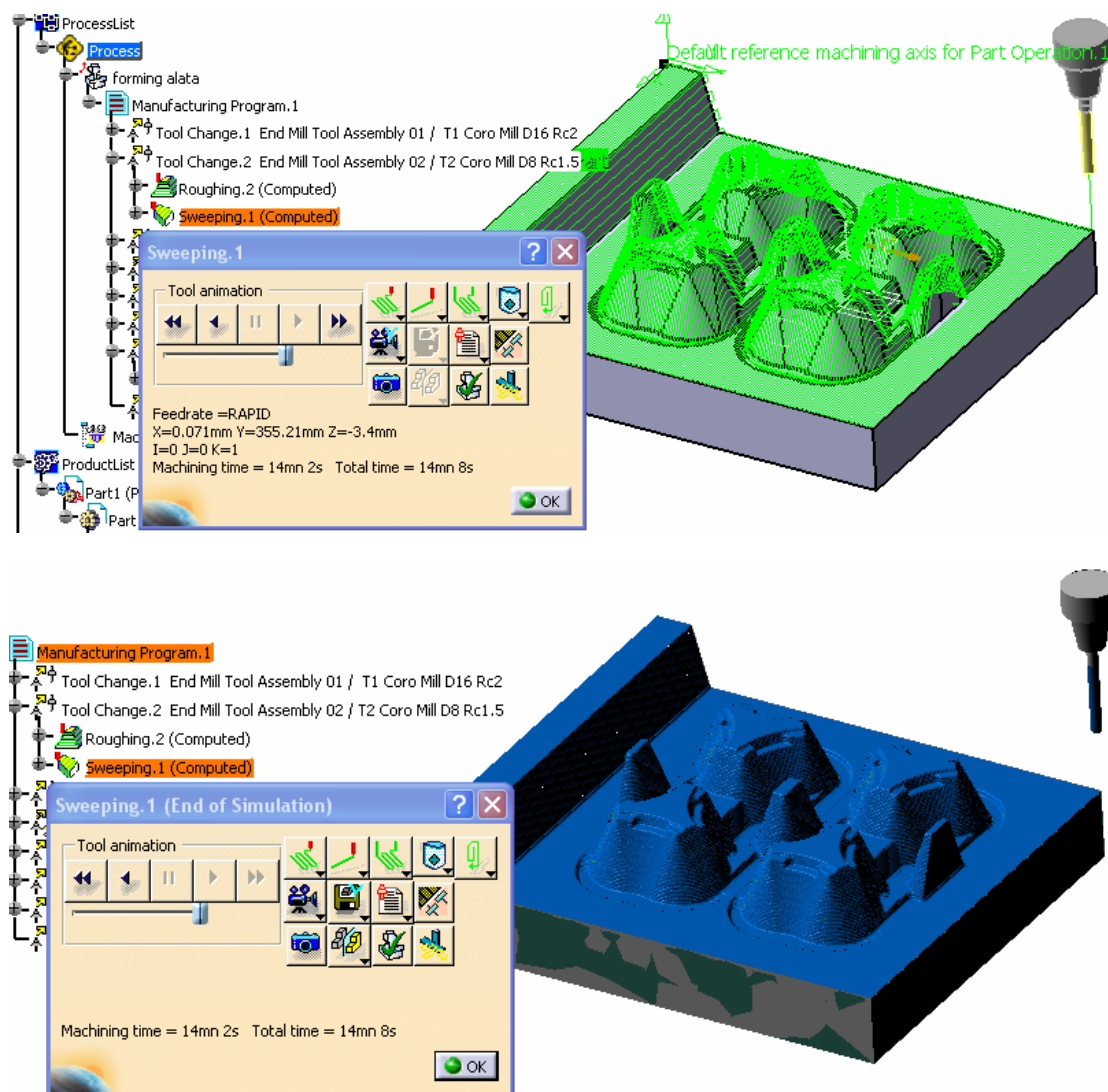 ProcessList
Process
Default reference machining axis for Part Operation.1
forming alata
Manufacturing Program.1
Tool Change.1 End Mill Tool Assembly 01 / T1 Coro Mill D16 Rc2
Tool Change.2 End Mill Tool Assembly 02 / T2 Coro Mill D8 Rc1.5
Roughing.2 (Computed)
Sweeping.1 (Computed)
Sweeping.1
Tool animation
Feedrate =RAPID
X=0.071mm Y=355.21mm Z=-3.4mm
I=0 J=0 K=1
Machining time = 14mn 2s Total time = 14mn 8s
OK
Mac
ProductList
Part1 (P
Part
Manufacturing Program.1
Tool Change.1 End Mill Tool Assembly 01 / T1 Coro Mill D16 Rc2
Tool Change.2 End Mill Tool Assembly 02 / T2 Coro Mill D8 Rc1.5
Roughing.2 (Computed)
Sweeping.1 (Computed)
Sweeping.1 (End of Simulation)
Tool animation
Machining time = 14mn 2s Total time = 14mn 8s
OK